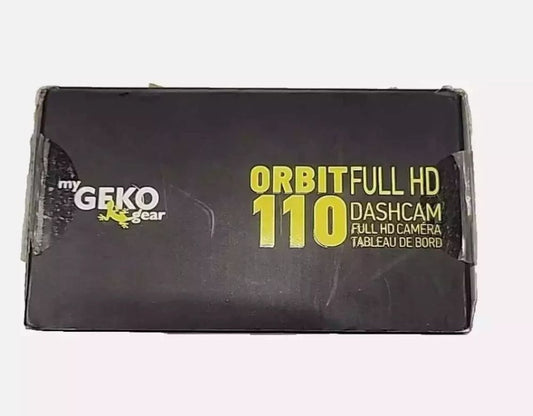 my
GEKO
gear
ORBIT FULL HD
110 DASHCAM
FULL HD CAMÉRA
TABLEAU DE BORD